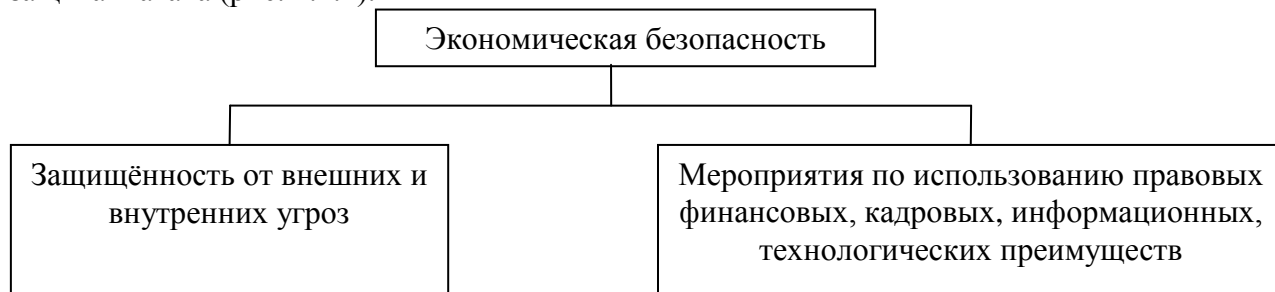 Экономическая безопасность
Защищённость от внешних и
внутренних угроз
Мероприятия по использованию правовых
финансовых, кадровых, информационных,
технологических преимуществ